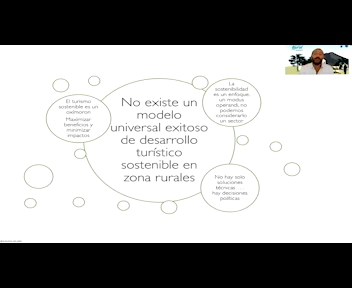 El turismo
sostenible es un
oxímoron
Maximizar
beneficios y
minimizar
impactos
No existe un
modelo
universal exitoso
de desarrollo
turístico
sostenible en
zona rurales
La
sostenibilidad
es un enfoque,
un modus
operandi, no
podemos
considerarlo
un sector
No hay solo
soluciones
técnicas
hay decisiones
políticas